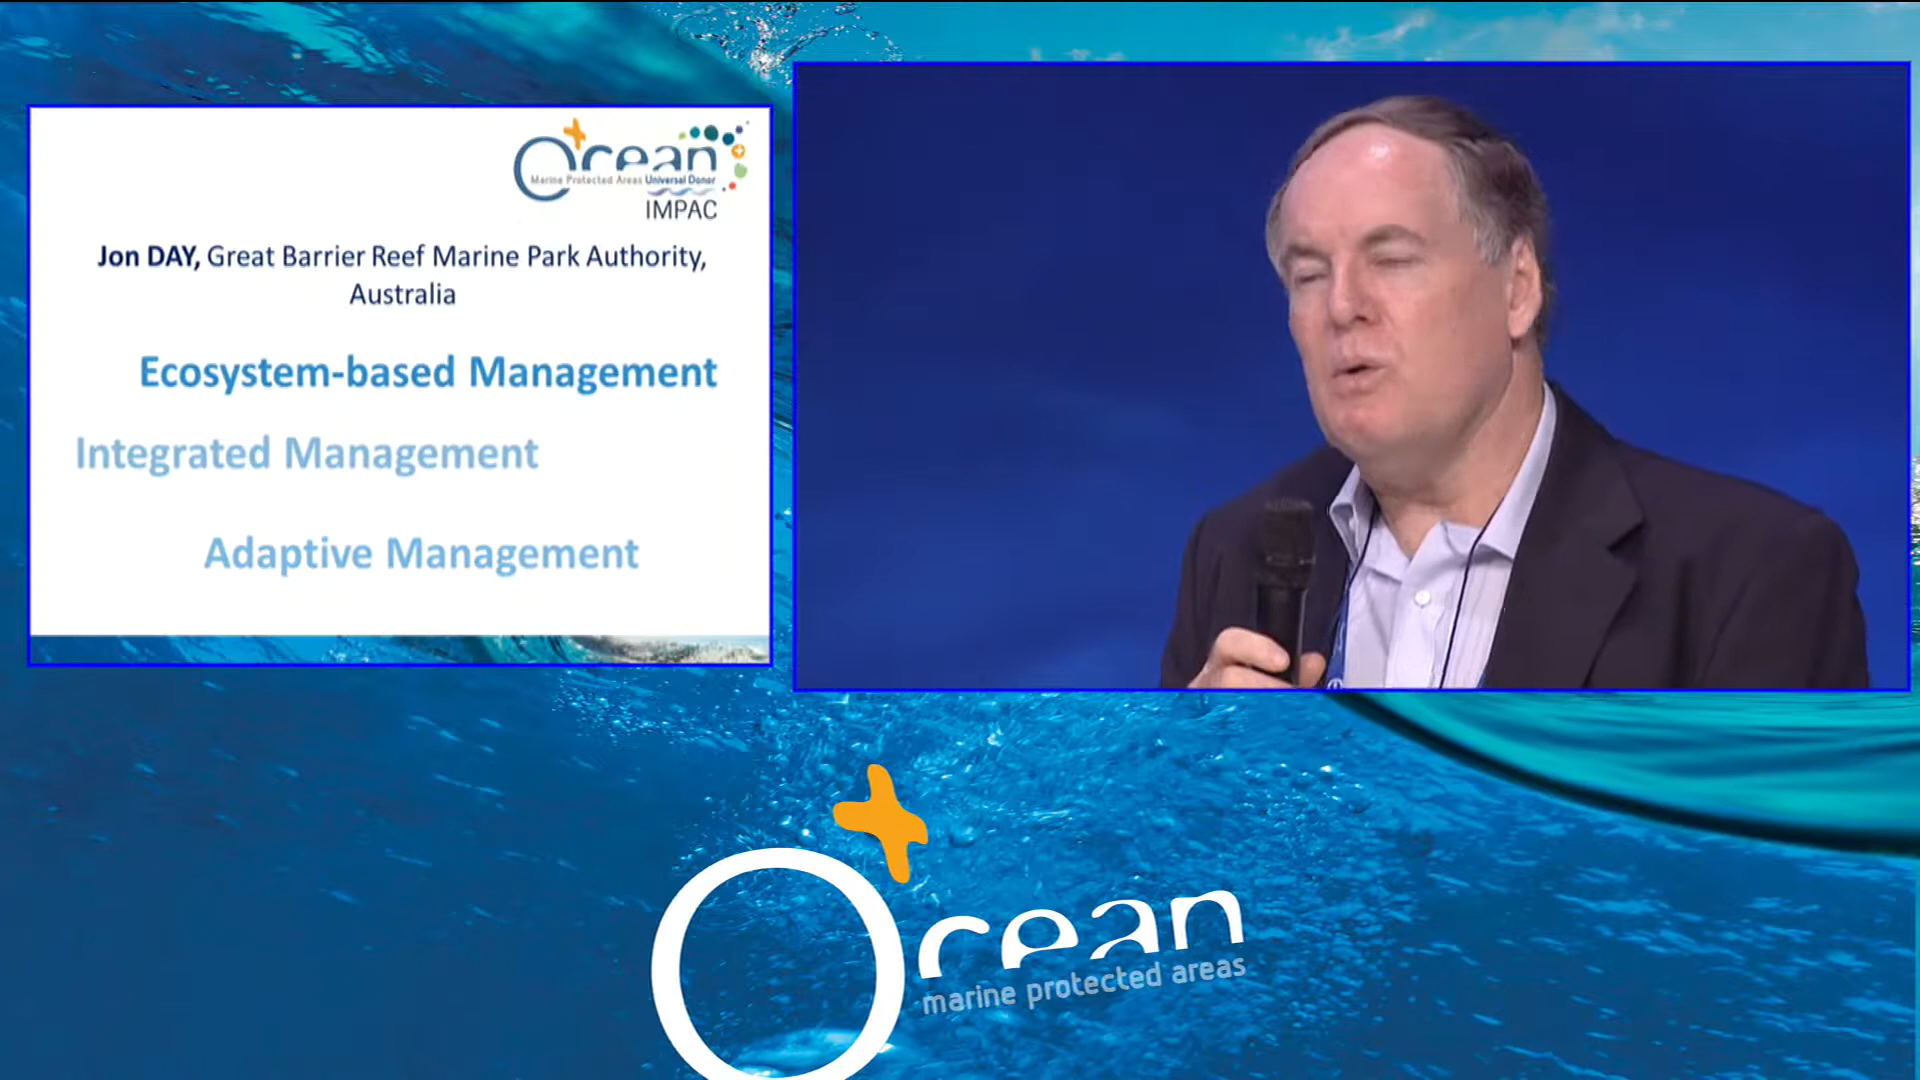 Ocean
Marine Protected Areas Universal Donor
IMPAC
Jon DAY, Great Barrier Reef Marine Park Authority,
Australia
Ecosystem-based Management
Integrated Management
Adaptive Management
Ocean
marine protected areas